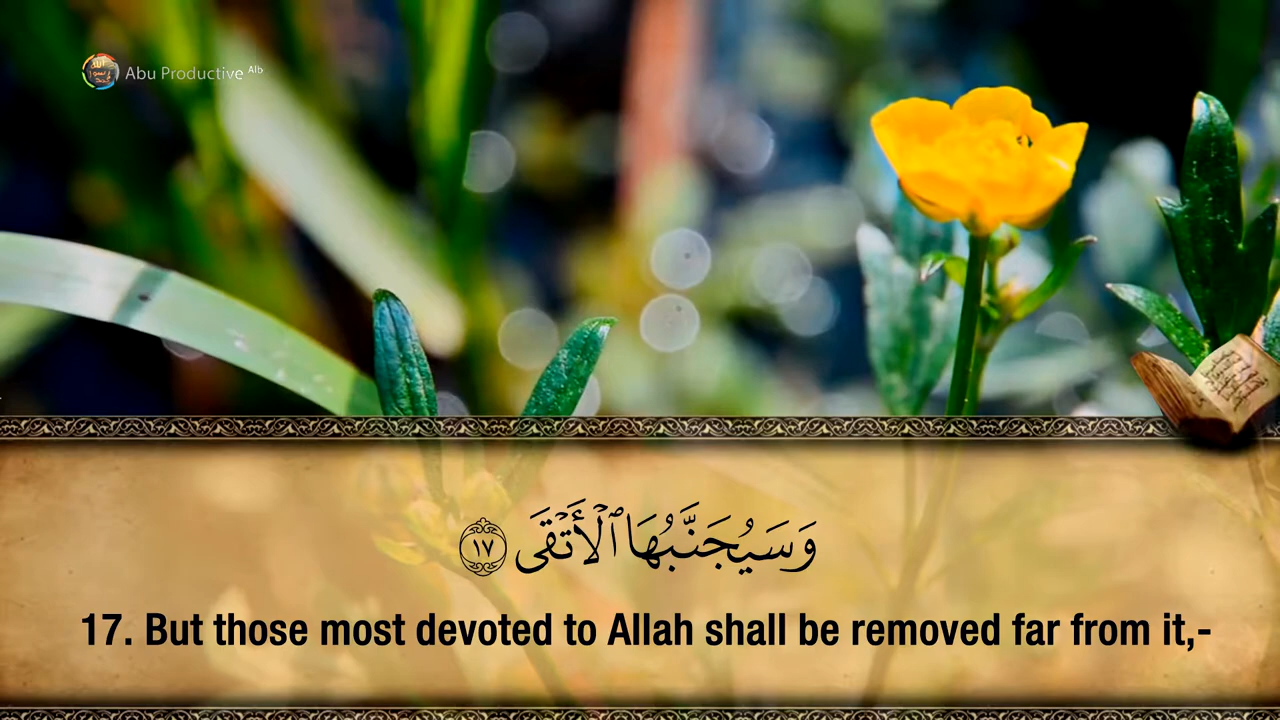 Abu Productive Alb
وَسَيُجَنَّبُهَا ٱلْأَتْقَى ١٧
17. But those most devoted to Allah shall be removed far from it,-